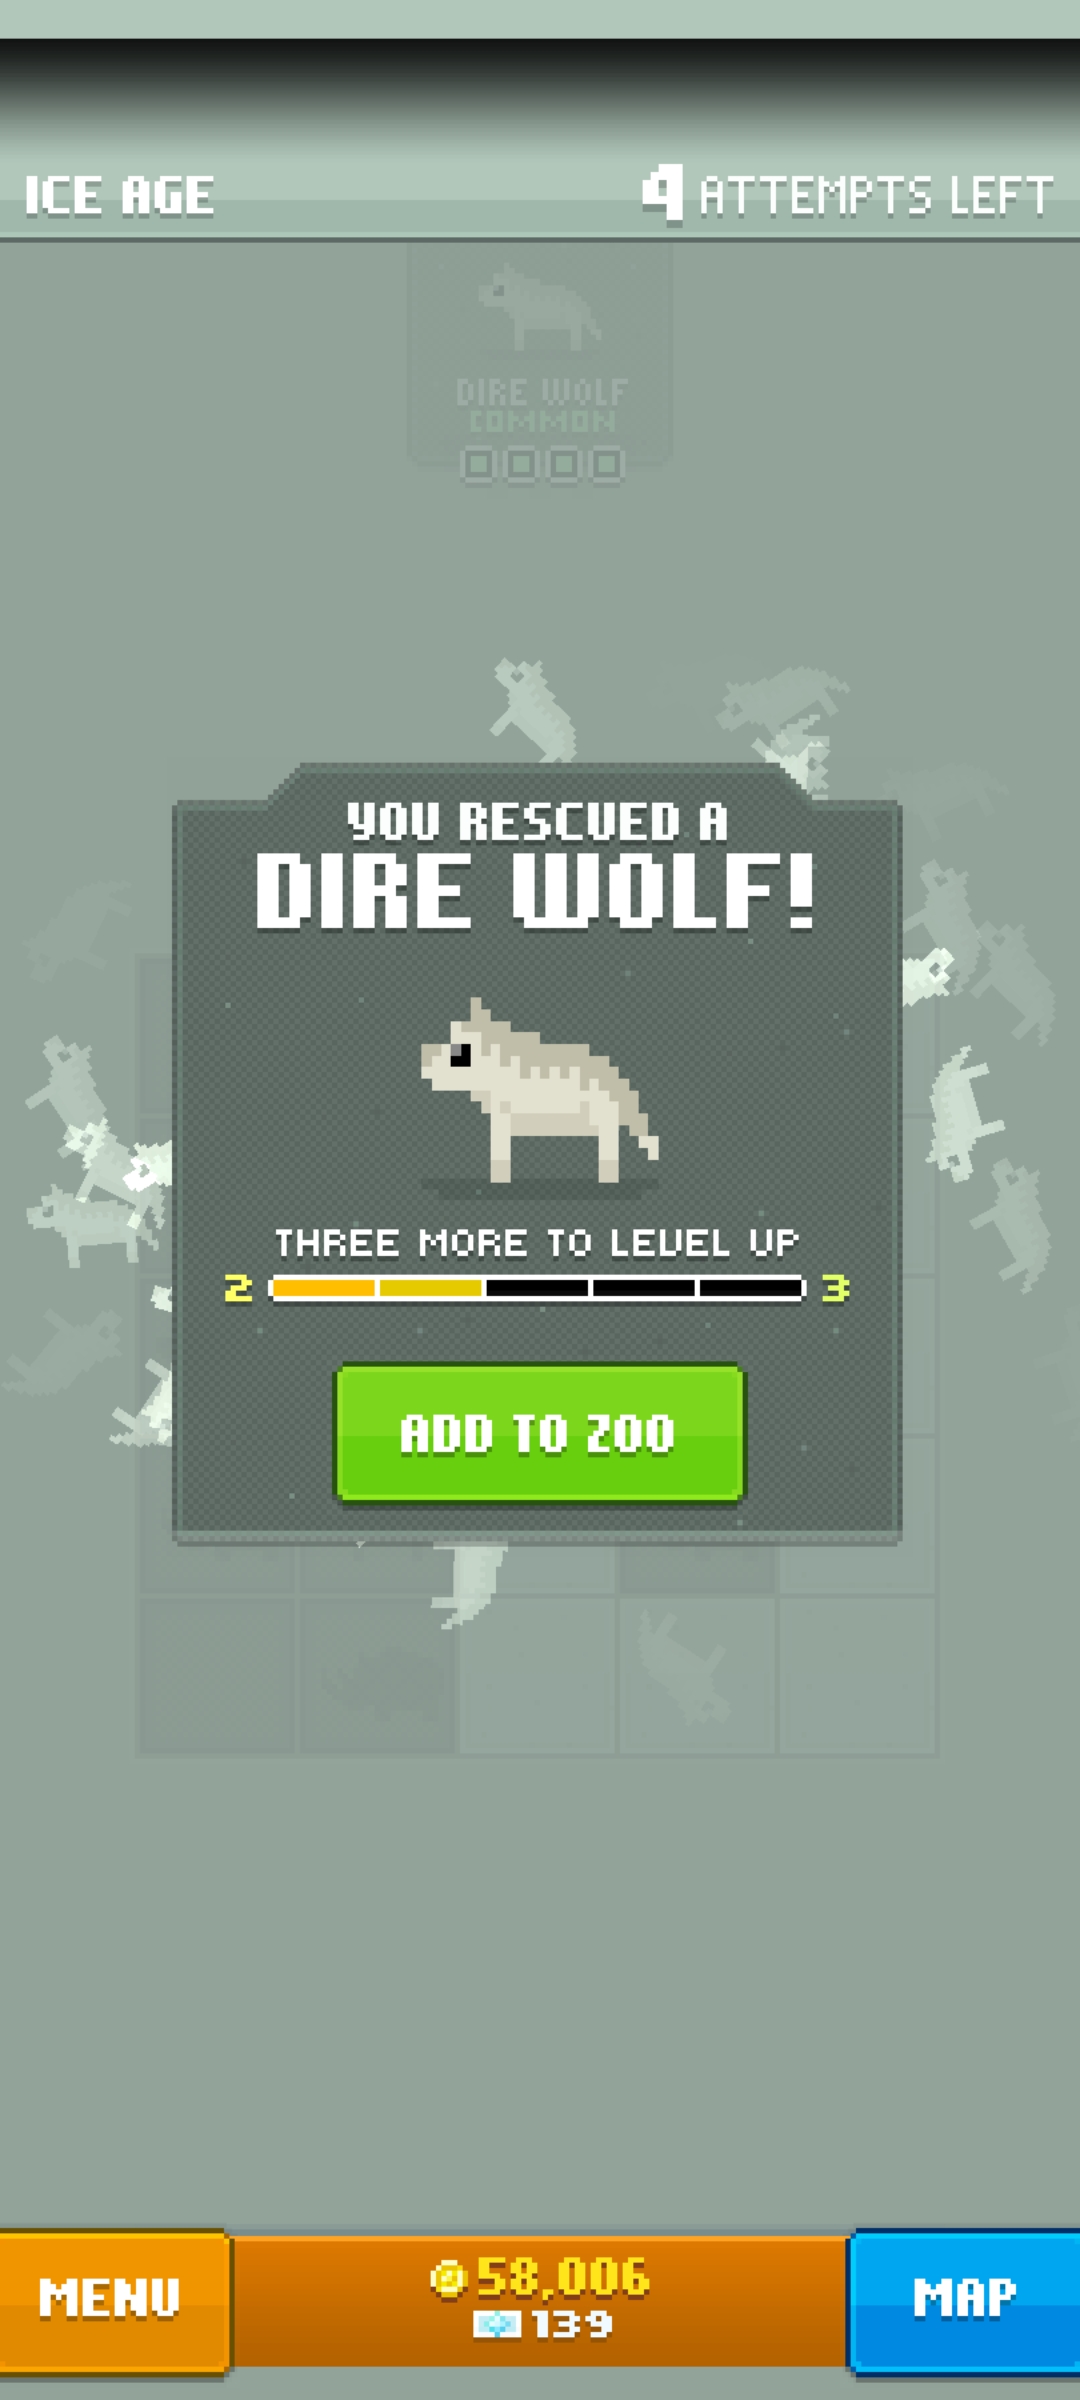 ICE AGE
4 ATTEMPTS LEFT
DIRE WOLF
COMMON
YOU RESCUED A
DIRE WOLF!
THREE MORE TO LEVEL UP
2 3
ADD TO ZOO
MENU
58,006
139
MAP